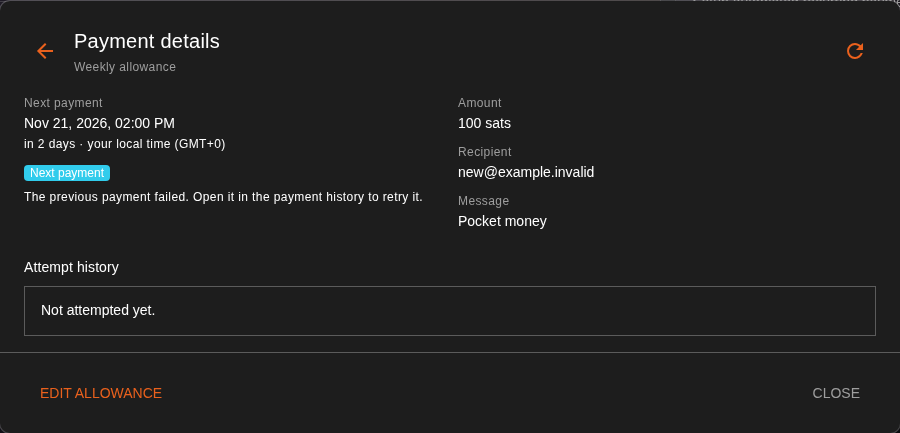 Payment details
Weekly allowance
Next payment
Nov 21, 2026, 02:00 PM
in 2 days · your local time (GMT+0)
Next payment
The previous payment failed. Open it in the payment history to retry it.
Amount
100 sats
Recipient
new@example.invalid
Message
Pocket money
Attempt history
Not attempted yet.
EDIT ALLOWANCE
CLOSE